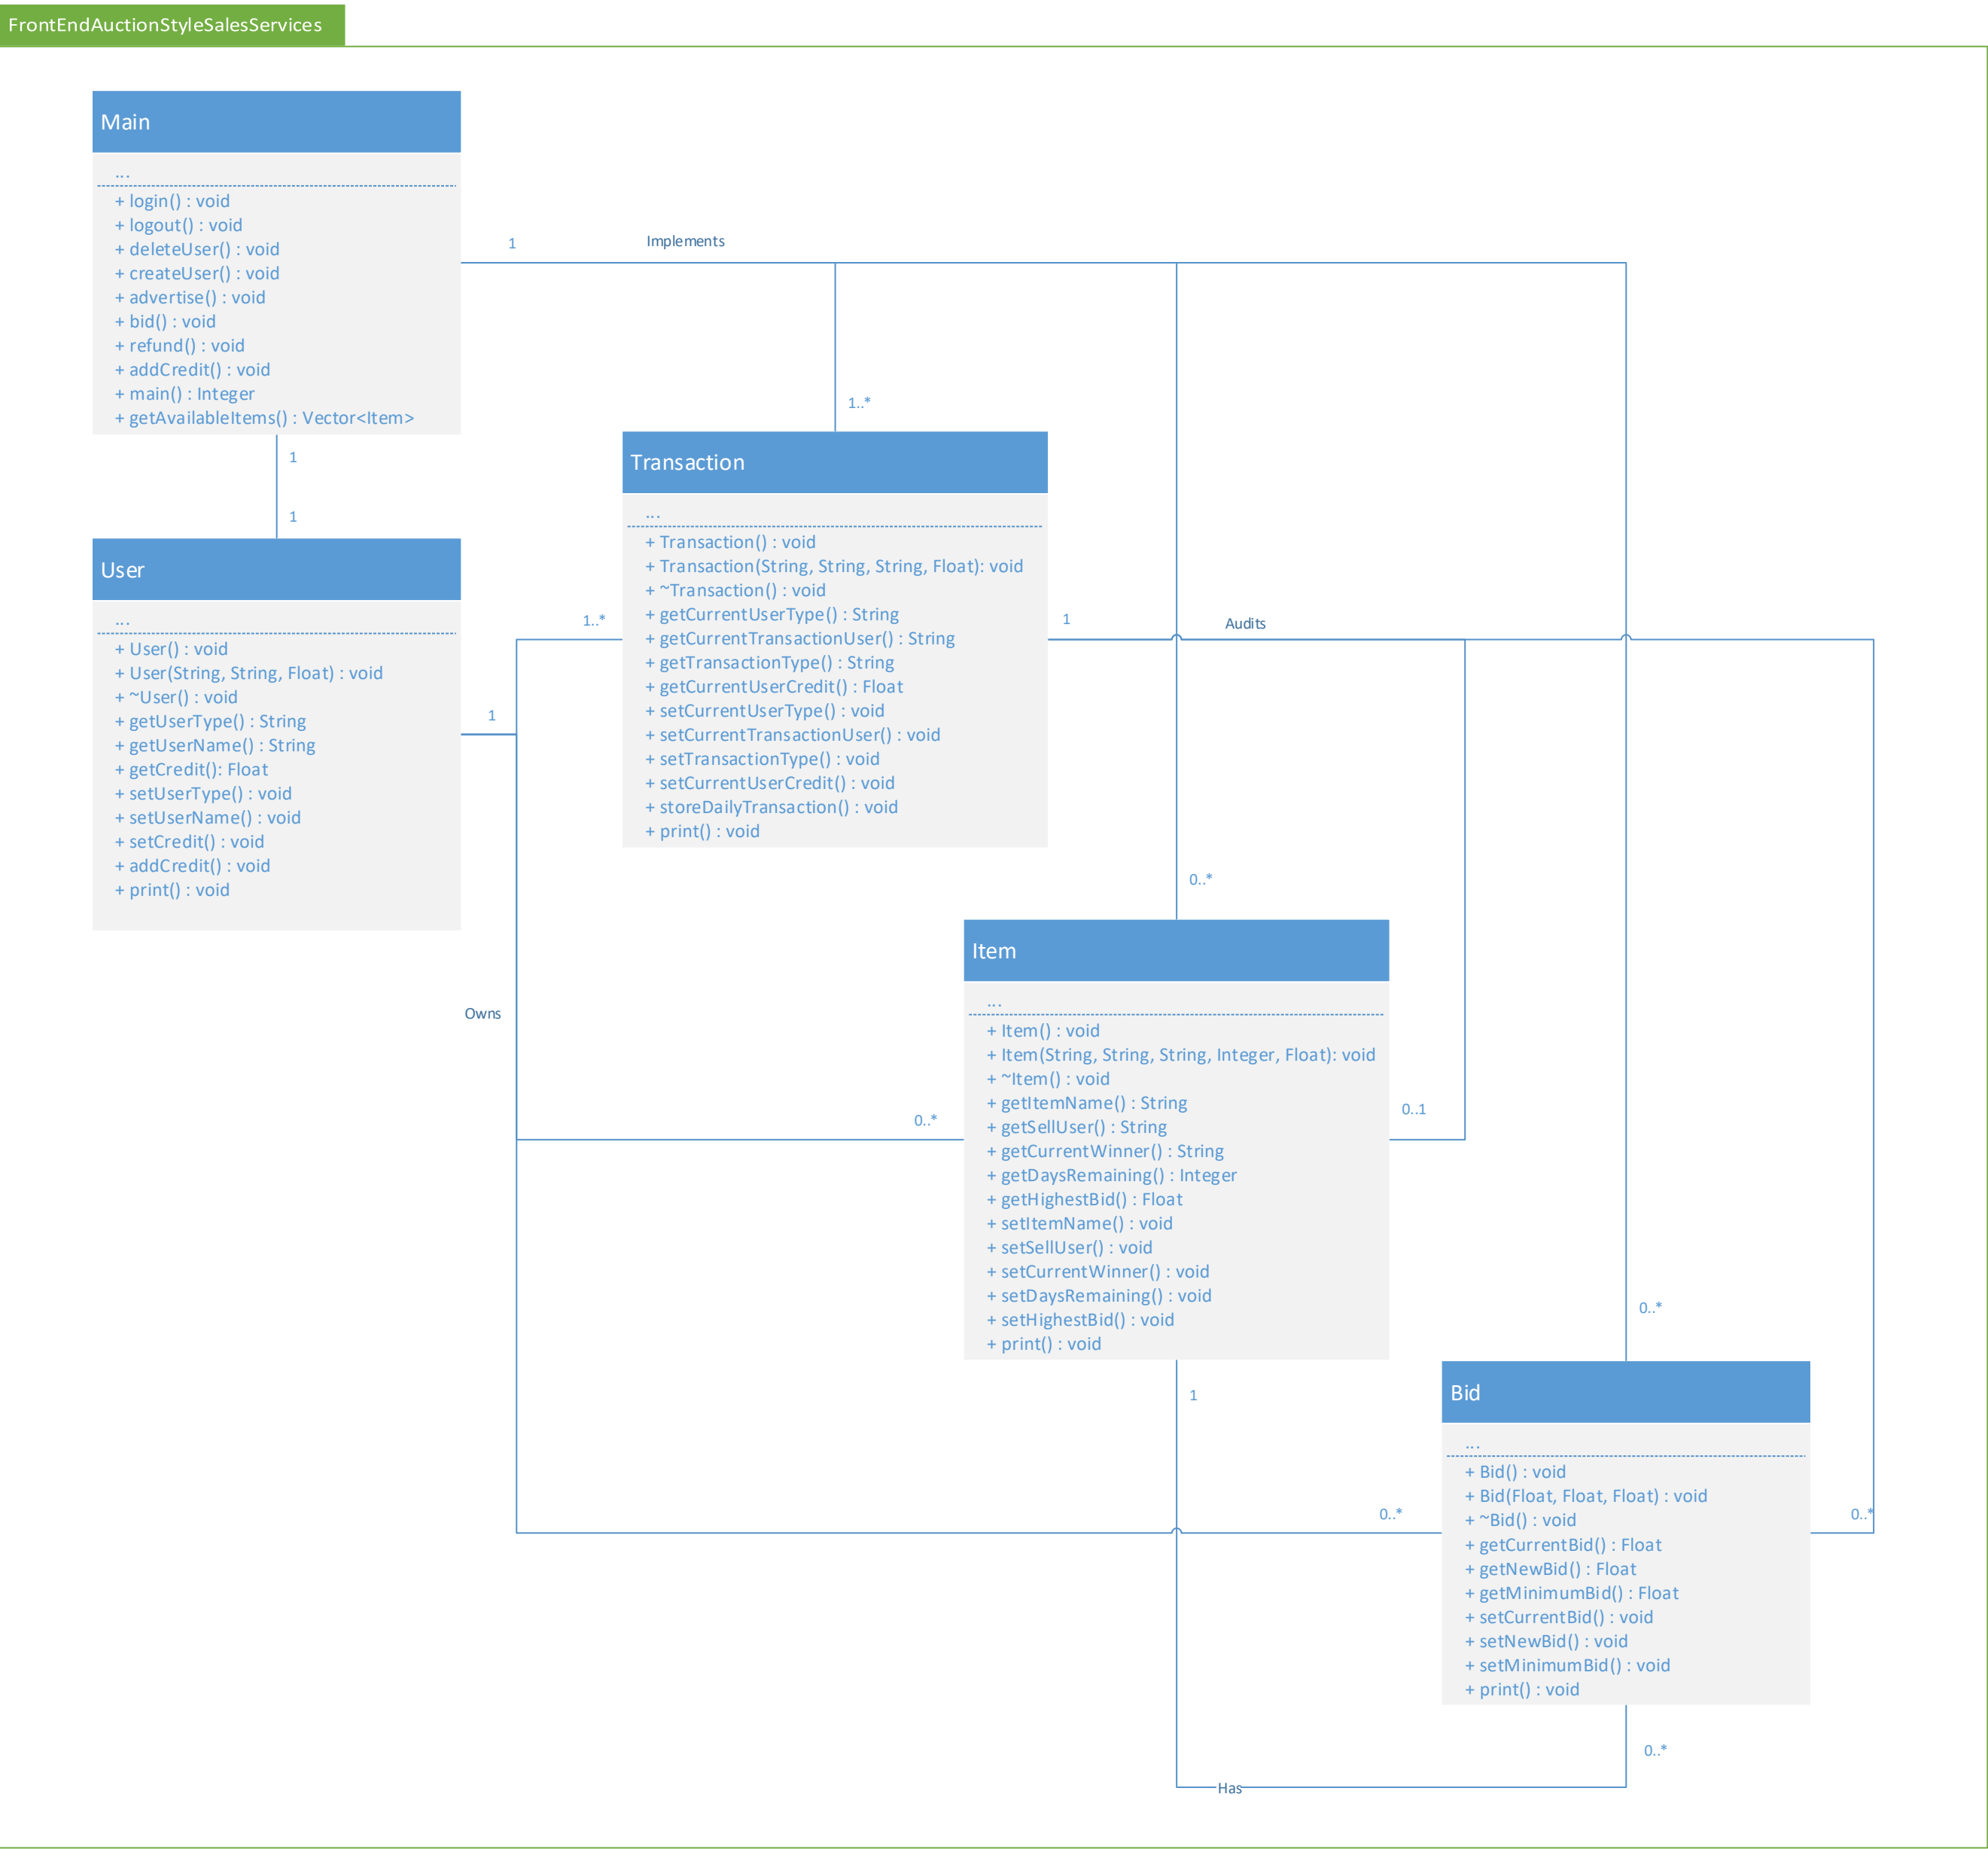 FrontEndAuctionStyleSalesServices
Main
...
+ login() : void
+ logout() : void
+ deleteUser() : void
+ createUser() : void
+ advertise() : void
+ bid() : void
+ refund() : void
+ addCredit() : void
+ main() : Integer
+ getAvailableItems() : Vector<Item>
1
Implements
1..*
0..*
0..*
1
1
User
...
+ User() : void
+ User(String, String, Float) : void
+ ~User() : void
+ getUserType() : String
+ getUserName() : String
+ getCredit(): Float
+ setUserType() : void
+ setUserName() : void
+ setCredit() : void
+ addCredit() : void
+ print() : void
1
Owns
1..*
0..*
0..*
Transaction
...
+ Transaction() : void
+ Transaction(String, String, String, Float): void
+ ~Transaction() : void
+ getCurrentUserType() : String
+ getCurrentTransactionUser() : String
+ getTransactionType() : String
+ getCurrentUserCredit() : Float
+ setCurrentUserType() : void
+ setCurrentTransactionUser() : void
+ setTransactionType() : void
+ setCurrentUserCredit() : void
+ storeDailyTransaction() : void
+ print() : void
1
Audits
0..1
0..*
Item
...
+ Item() : void
+ Item(String, String, String, Integer, Float): void
+ ~Item() : void
+ getItemName() : String
+ getSellUser() : String
+ getCurrentWinner() : String
+ getDaysRemaining() : Integer
+ getHighestBid() : Float
+ setItemName() : void
+ setSellUser() : void
+ setCurrentWinner() : void
+ setDaysRemaining() : void
+ setHighestBid() : void
+ print() : void
1
Bid
...
+ Bid() : void
+ Bid(Float, Float, Float) : void
+ ~Bid() : void
+ getCurrentBid() : Float
+ getNewBid() : Float
+ getMinimumBid() : Float
+ setCurrentBid() : void
+ setNewBid() : void
+ setMinimumBid() : void
+ print() : void
0..*
Has